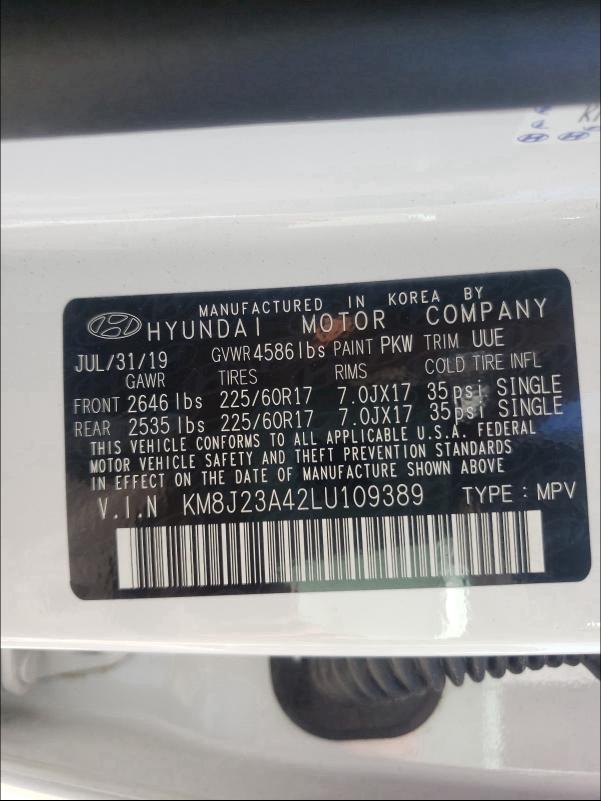 MANUFACTURED IN KOREA BY
HYUNDAI MOTOR COMPANY
JUL/31/19 GVWR 4586 lbs PAINT PKW TRIM UUE
GAWR TIRES RIMS COLD TIRE INFL
FRONT 2646 lbs 225/60R17 7.0JX17 35psi SINGLE
REAR 2535 lbs 225/60R17 7.0JX17 35psi SINGLE
THIS VEHICLE CONFORMS TO ALL APPLICABLE U.S.A. FEDERAL
MOTOR VEHICLE SAFETY AND THEFT PREVENTION STANDARDS
IN EFFECT ON THE DATE OF MANUFACTURE SHOWN ABOVE
V.I.N KM8J23A42LU109389 TYPE : MPV